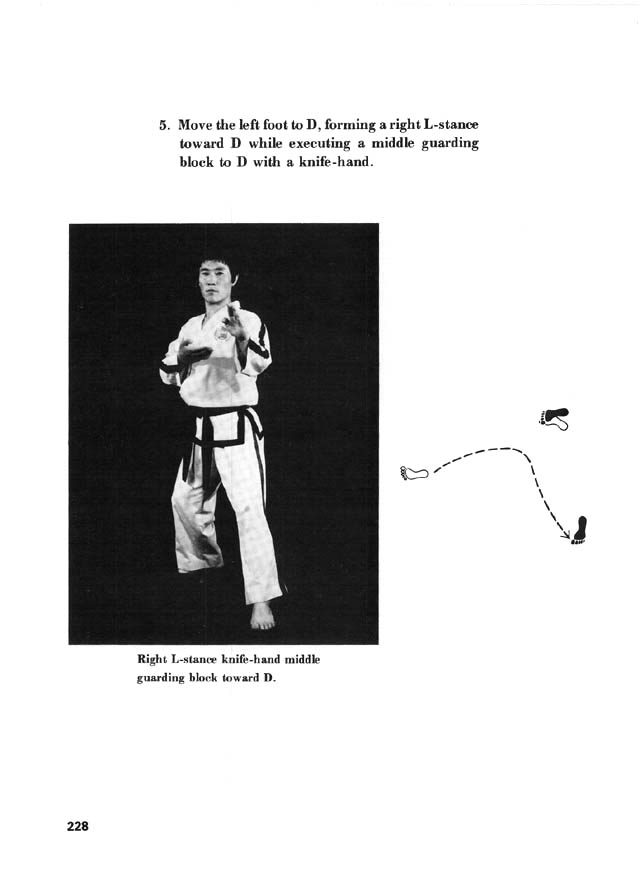 5. Move the left foot to D, forming a right L-stance
toward D while executing a middle guarding
block to D with a knife-hand.
Right L-stance knife-hand middle
guarding block toward D.
228